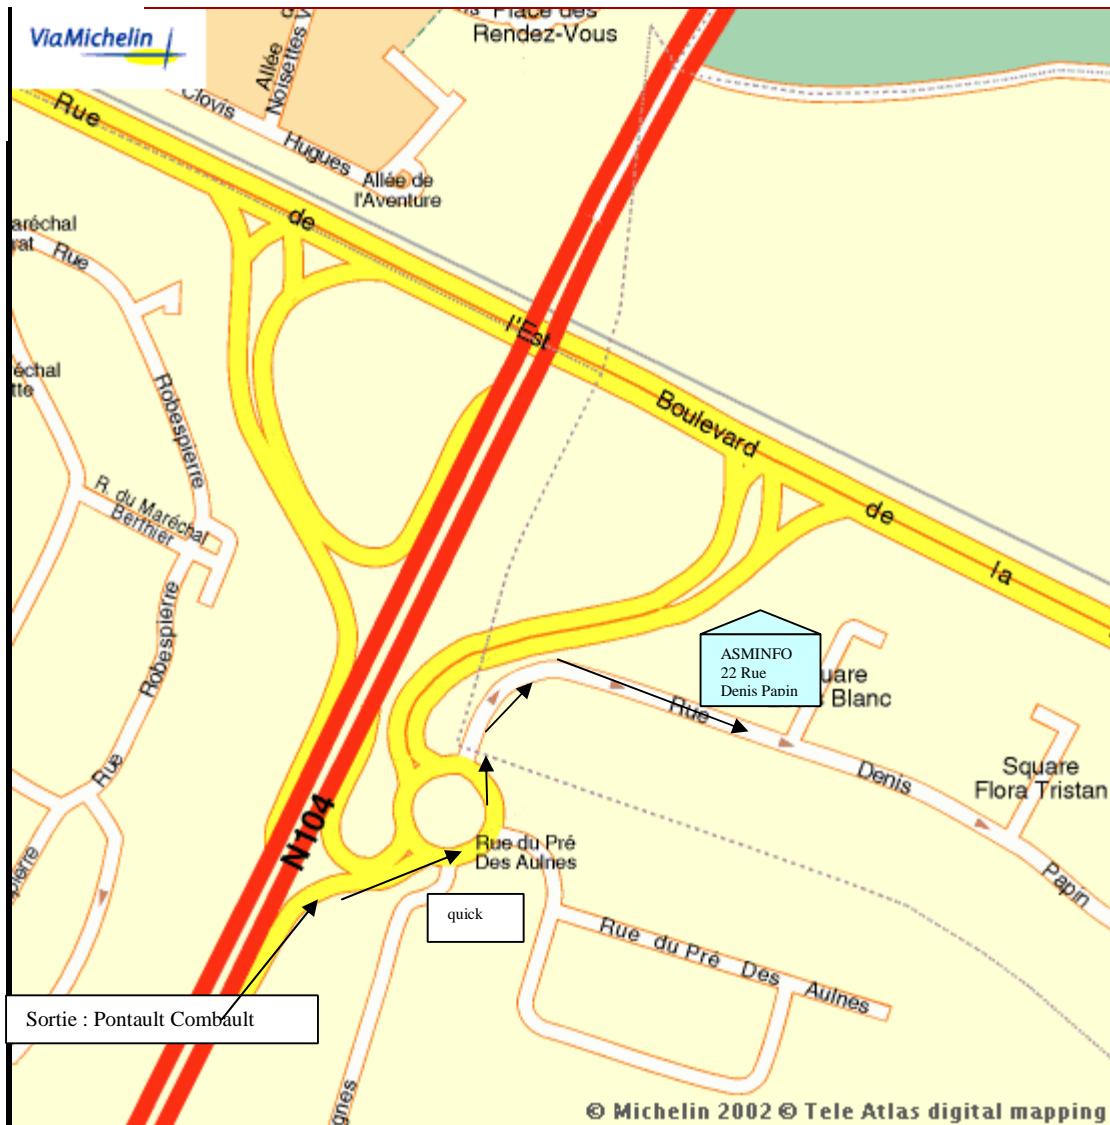 ViaMichelin
Place des
Rendez-Vous
Allée
Noisettes
Clovis
Hugues
Allée de
l'Aventure
Rue
de
l'Est
Boulevard
de
la
Rue
Robespierre
R. du Maréchal
Berthier
Robespierre
Rue
N104
ASMINFO
22 Rue
Denis Papin
Blanc
Rue
Denis
Papin
Square
Flora Tristan
Rue du Pré
Des Aulnes
quick
Rue du Pré Des Aulnes
Sortie : Pontault Combault
© Michelin 2002 © Tele Atlas digital mapping